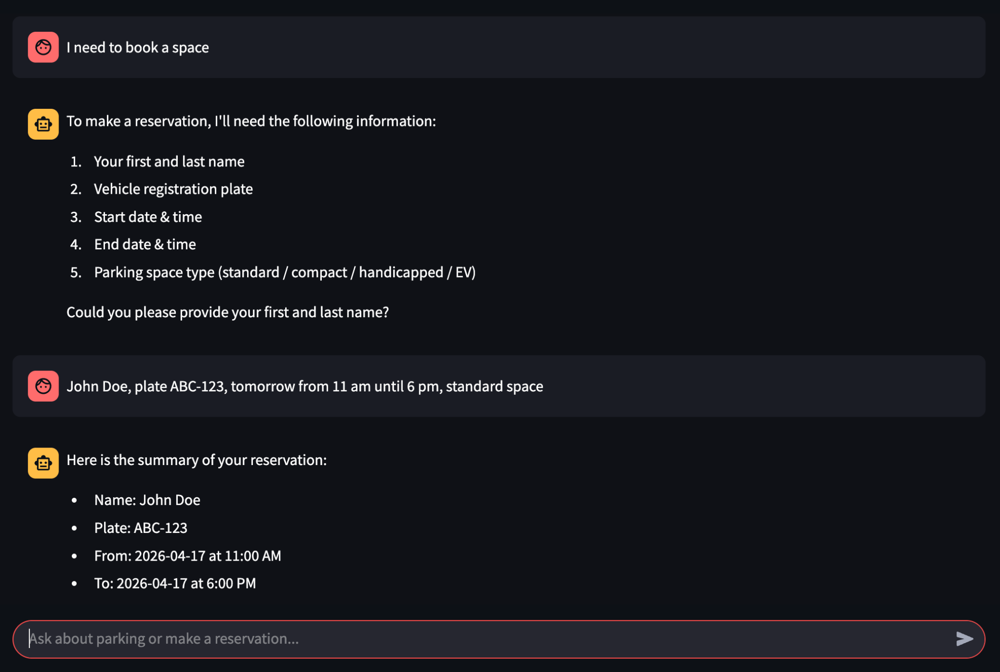 I need to book a space
To make a reservation, I'll need the following information:
1. Your first and last name
2. Vehicle registration plate
3. Start date & time
4. End date & time
5. Parking space type (standard / compact / handicapped / EV)
Could you please provide your first and last name?
John Doe, plate ABC-123, tomorrow from 11 am until 6 pm, standard space
Here is the summary of your reservation:
• Name: John Doe
• Plate: ABC-123
• From: 2026-04-17 at 11:00 AM
• To: 2026-04-17 at 6:00 PM
Ask about parking or make a reservation...